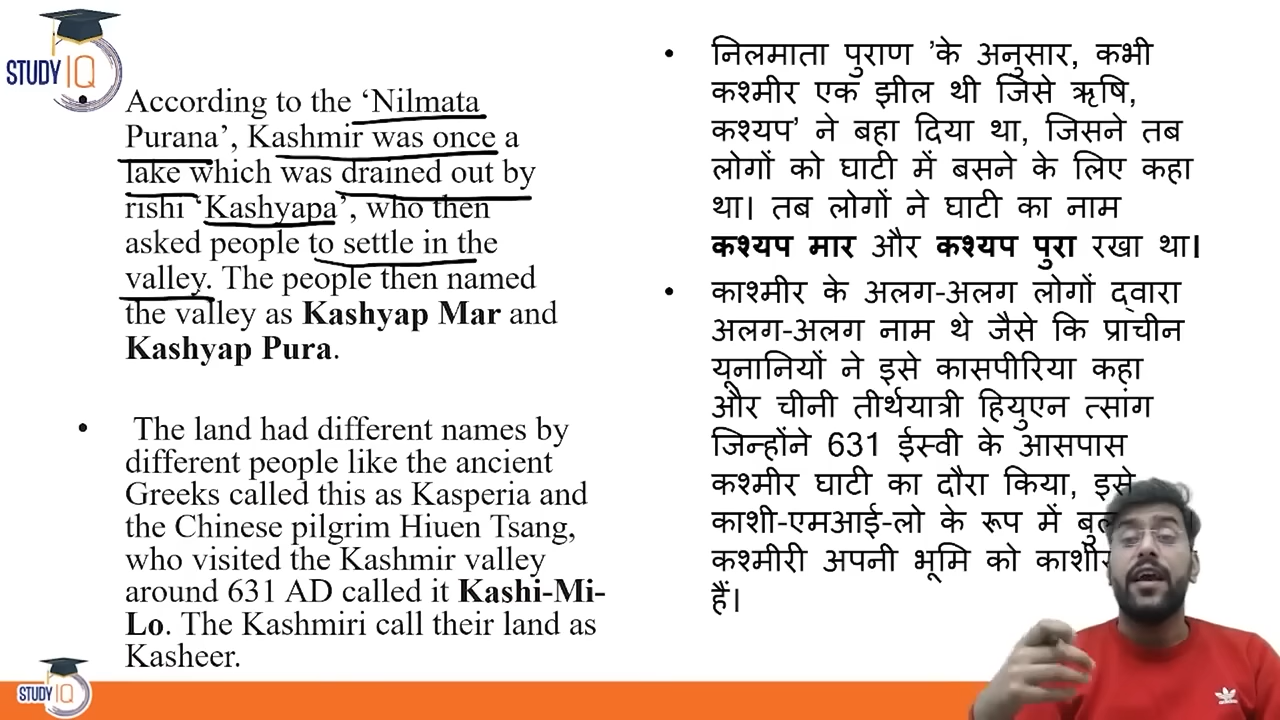 STUDY IQ
• According to the ‘Nilmata
Purana’, Kashmir was once a
lake which was drained out by
rishi ‘Kashyapa’, who then
asked people to settle in the
valley. The people then named
the valley as Kashyap Mar and
Kashyap Pura.
• The land had different names by
different people like the ancient
Greeks called this as Kasperia and
the Chinese pilgrim Hiuen Tsang,
who visited the Kashmir valley
around 631 AD called it Kashi-Mi-
Lo. The Kashmiri call their land as
Kasheer.
• निलमाता पुराण ’के अनुसार, कभी
कश्मीर एक झील थी जिसे ऋषि,
कश्यप’ ने बहा दिया था, जिसने तब
लोगों को घाटी में बसने के लिए कहा
था। तब लोगों ने घाटी का नाम
कश्यप मार और कश्यप पुरा रखा था।
• काश्मीर के अलग-अलग लोगों द्वारा
अलग-अलग नाम थे जैसे कि प्राचीन
यूनानियों ने इसे कासपीरिया कहा
और चीनी तीर्थयात्री हियुएन त्सांग
जिन्होंने 631 ईस्वी के आसपास
कश्मीर घाटी का दौरा किया, इसे
काशी-एमआई-लो के रूप में
कश्मीरी अपनी भूमि को
हैं।
STUDY IQ